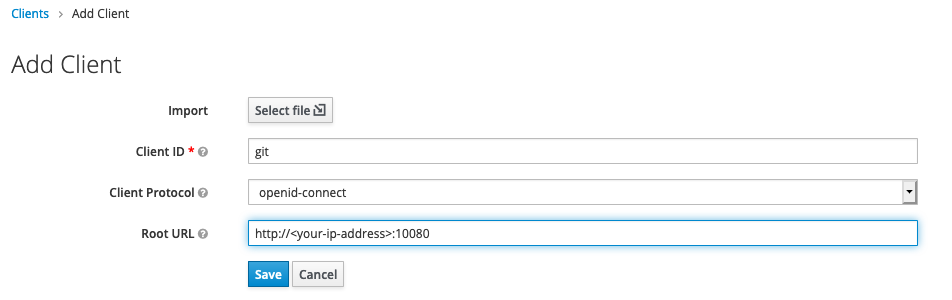 Clients > Add Client
Add Client
Import Select file
Client ID * git
Client Protocol openid-connect
Root URL http://<your-ip-address>:10080
Save Cancel